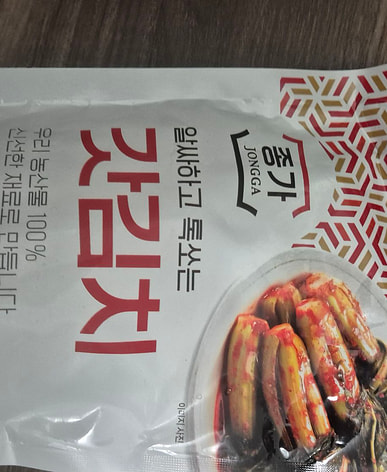 종가
JONGGA
알싸하고 톡쏘는
갓김치
우리 농산물 100%
신선한 재료로 만듭니다
이미지 사진